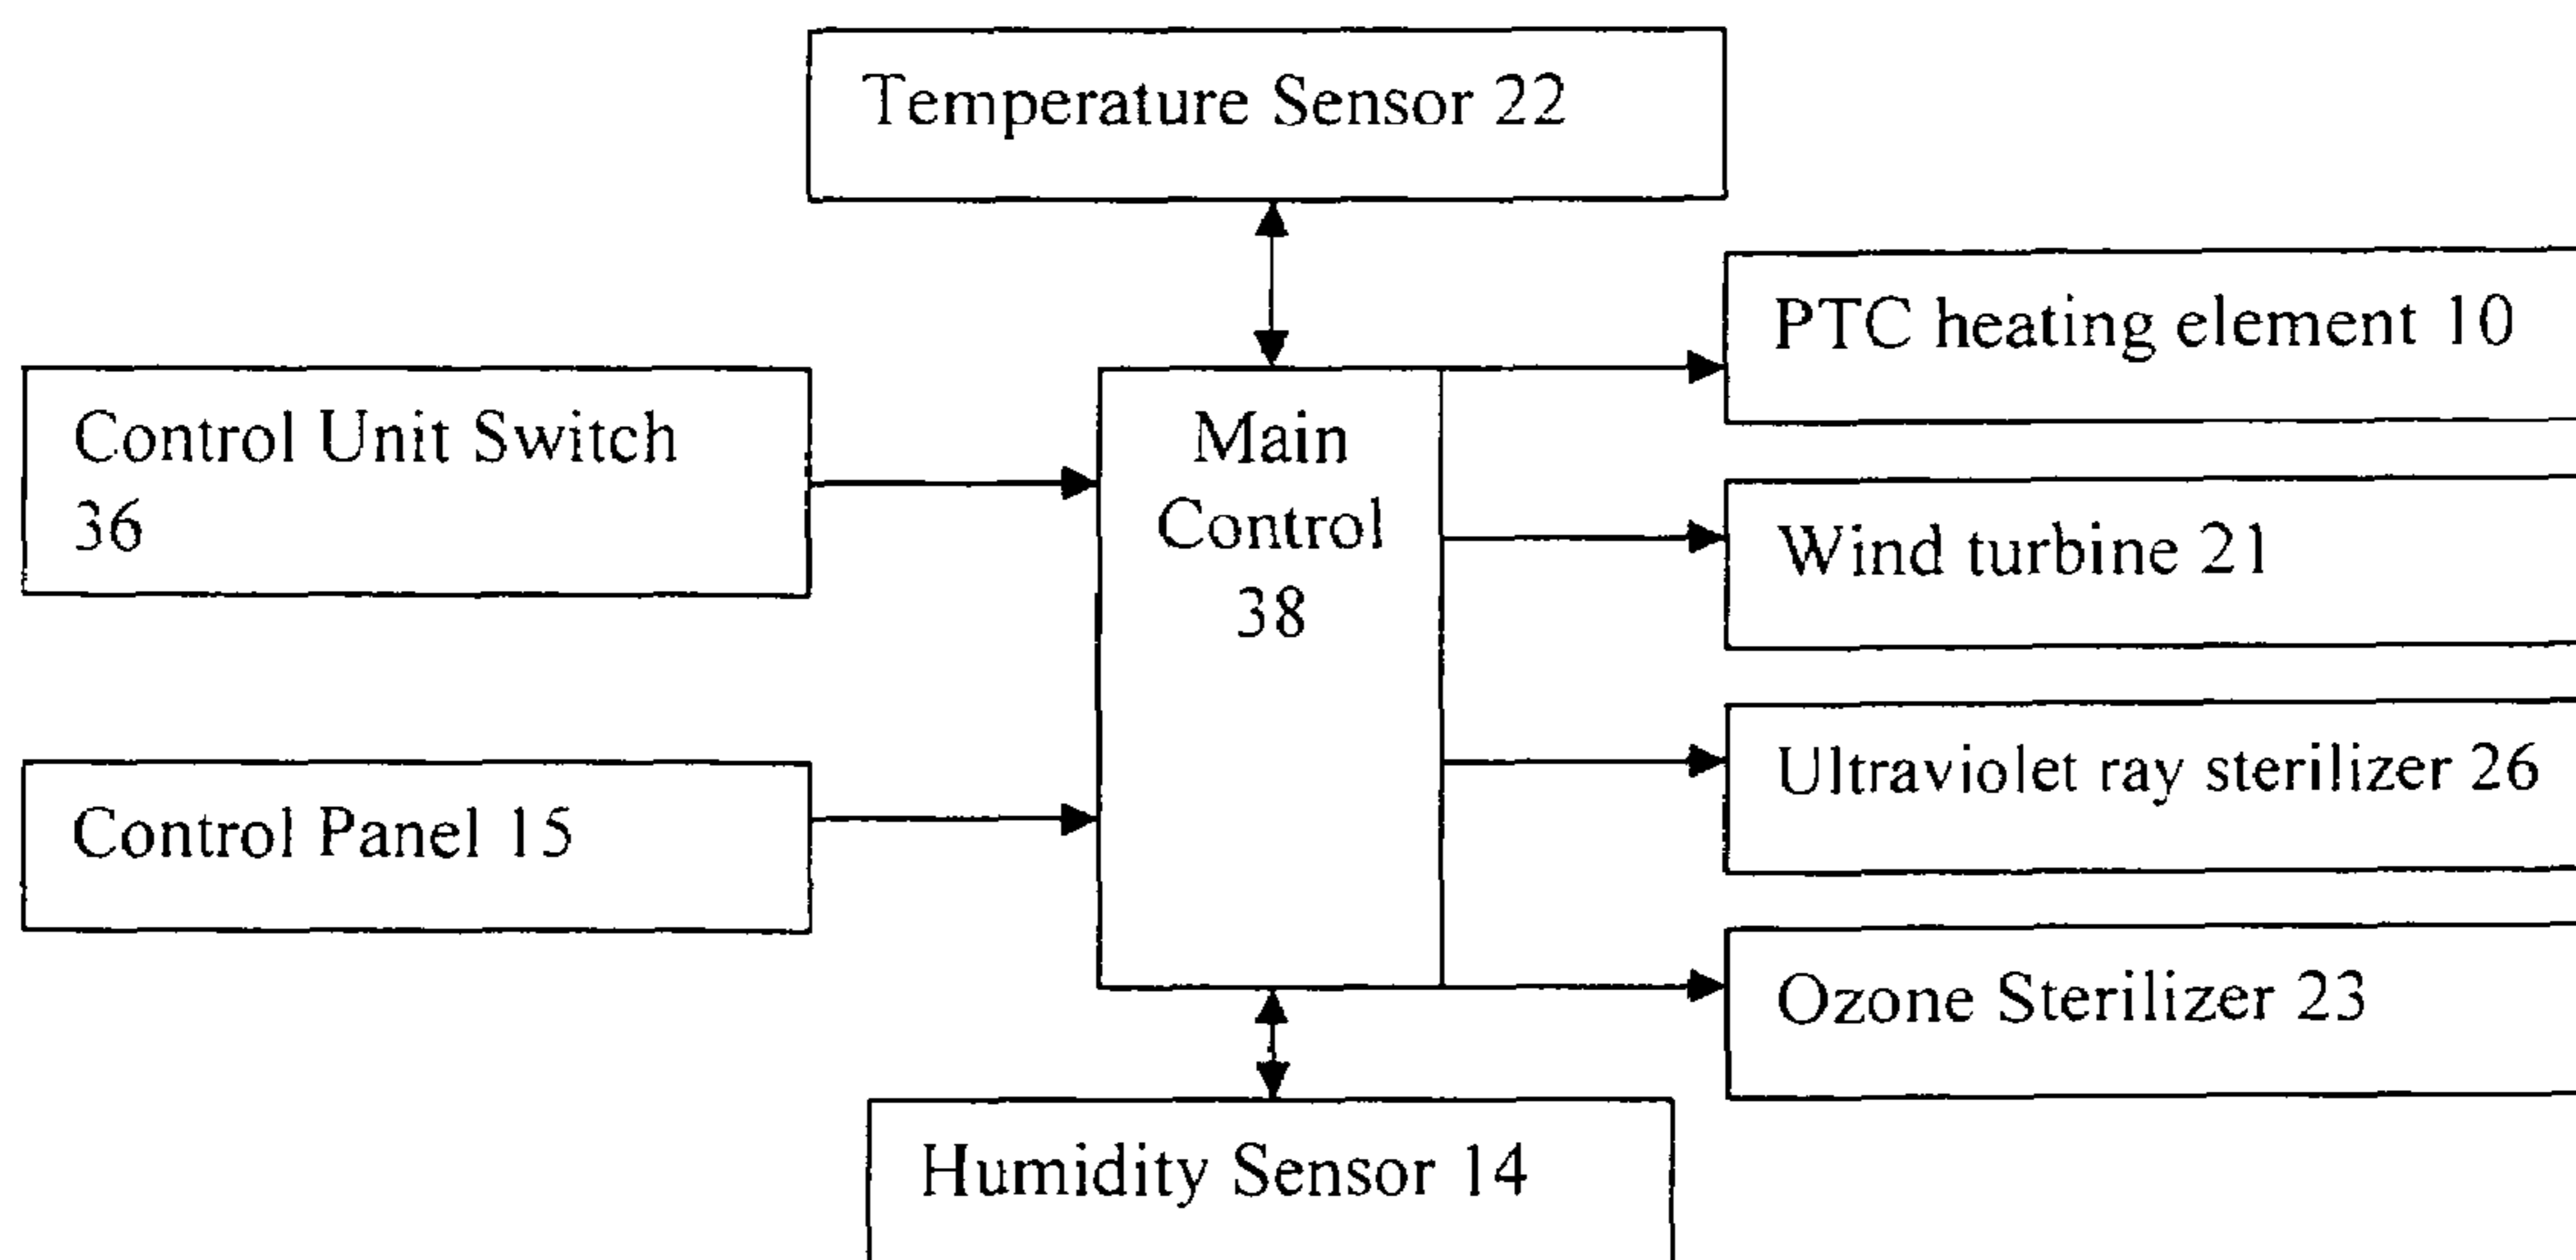 Temperature Sensor 22
PTC heating element 10
Control Unit Switch
36
Main
Control
38
Wind turbine 21
Ultraviolet ray sterilizer 26
Control Panel 15
Ozone Sterilizer 23
Humidity Sensor 14